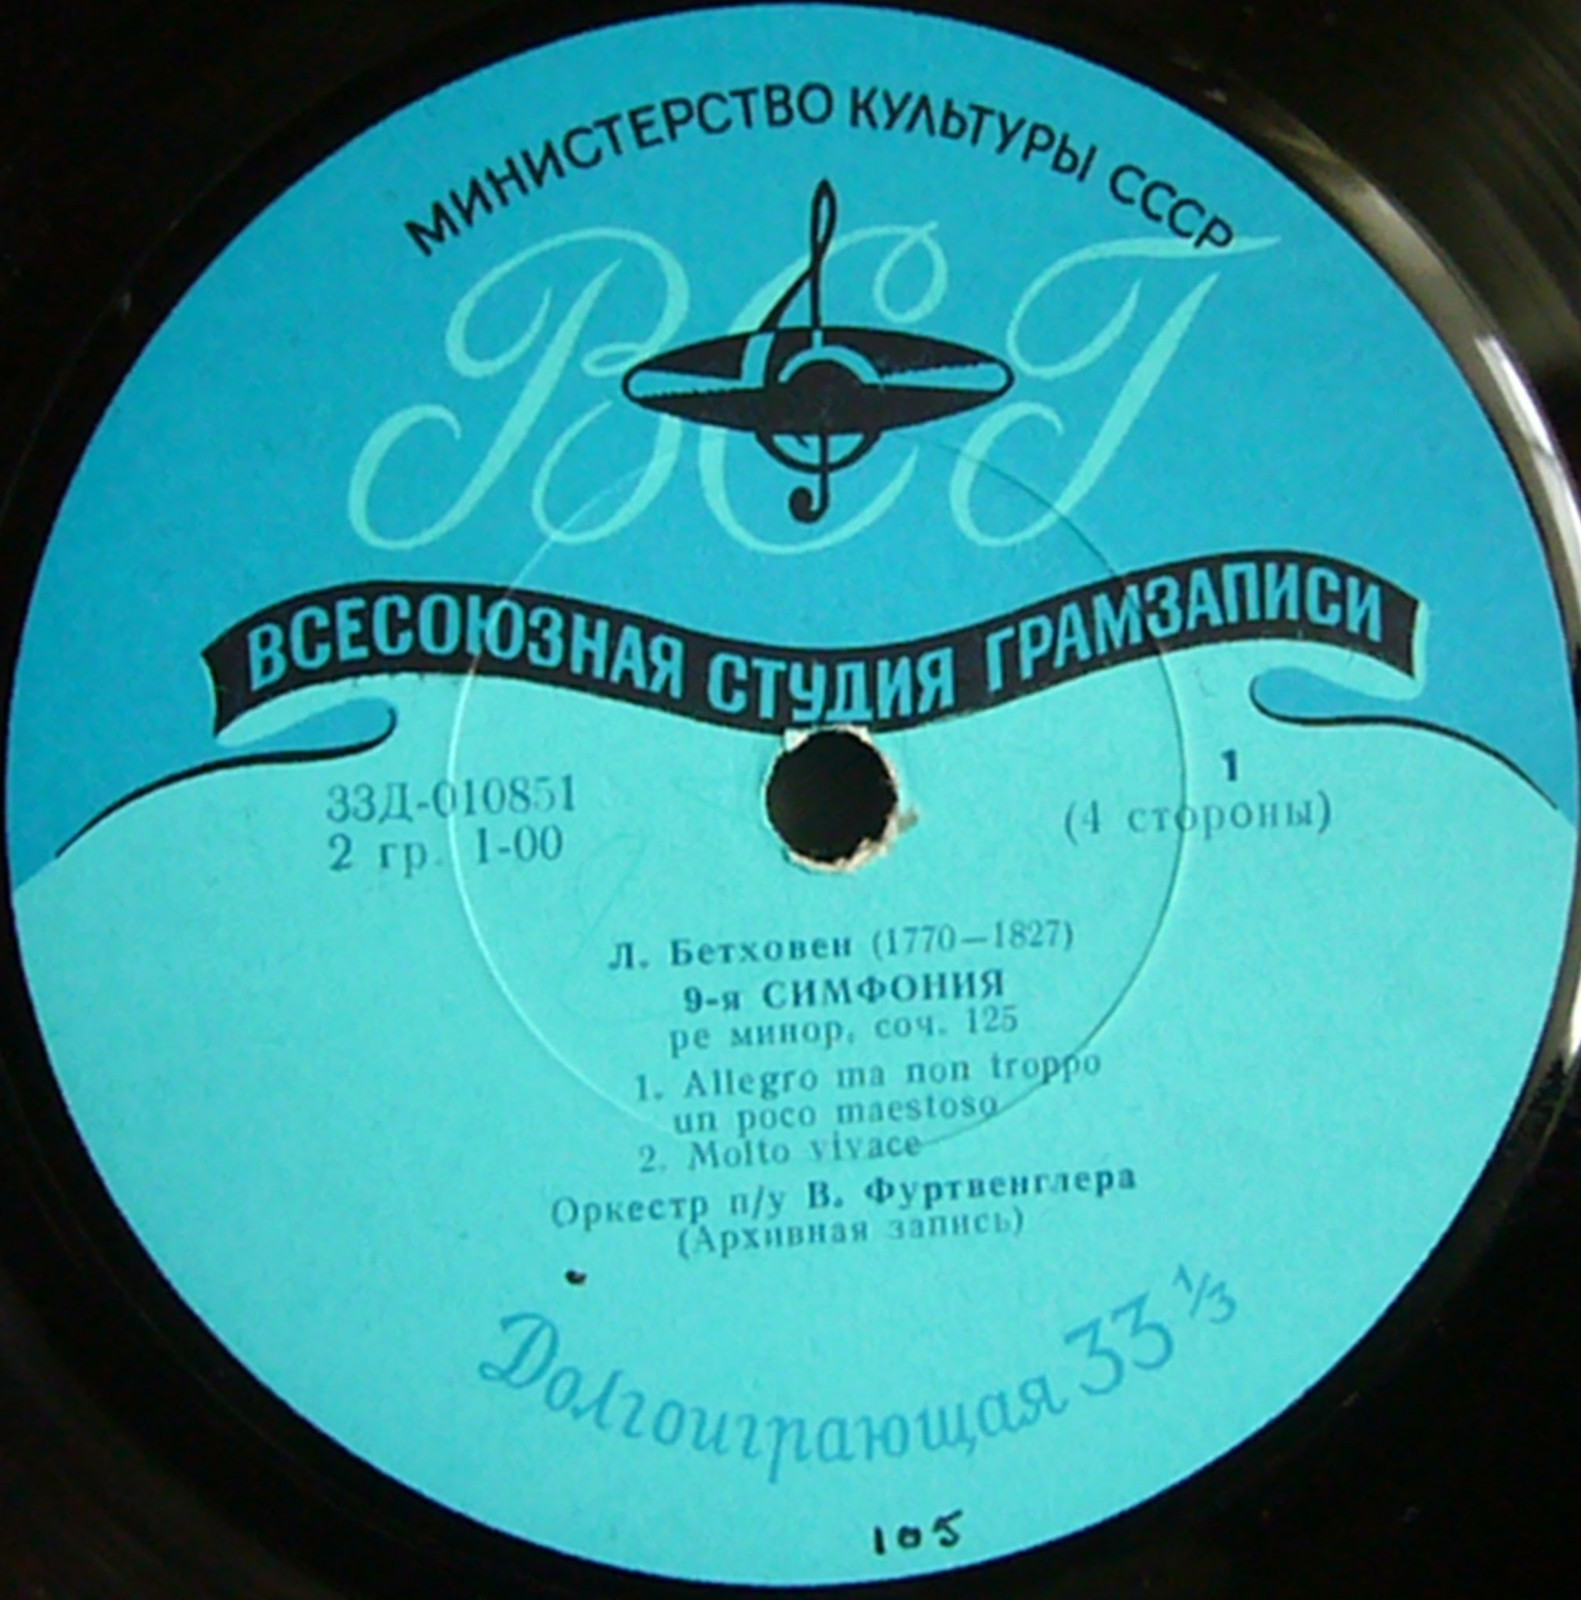 МИНИСТЕРСТВО КУЛЬТУРЫ СССР
ВСГ
ВСЕСОЮЗНАЯ СТУДИЯ ГРАМЗАПИСИ
33Д-010851
2 гр. 1-00
1
(4 стороны)
Л. Бетховен (1770—1827)
9-я СИМФОНИЯ
ре минор, соч. 125
1. Allegro ma non troppo
un poco maestoso
2. Molto vivace
Оркестр п/у В. Фуртвенглера
(Архивная запись)
Долгоиграющая 33 1/3
105